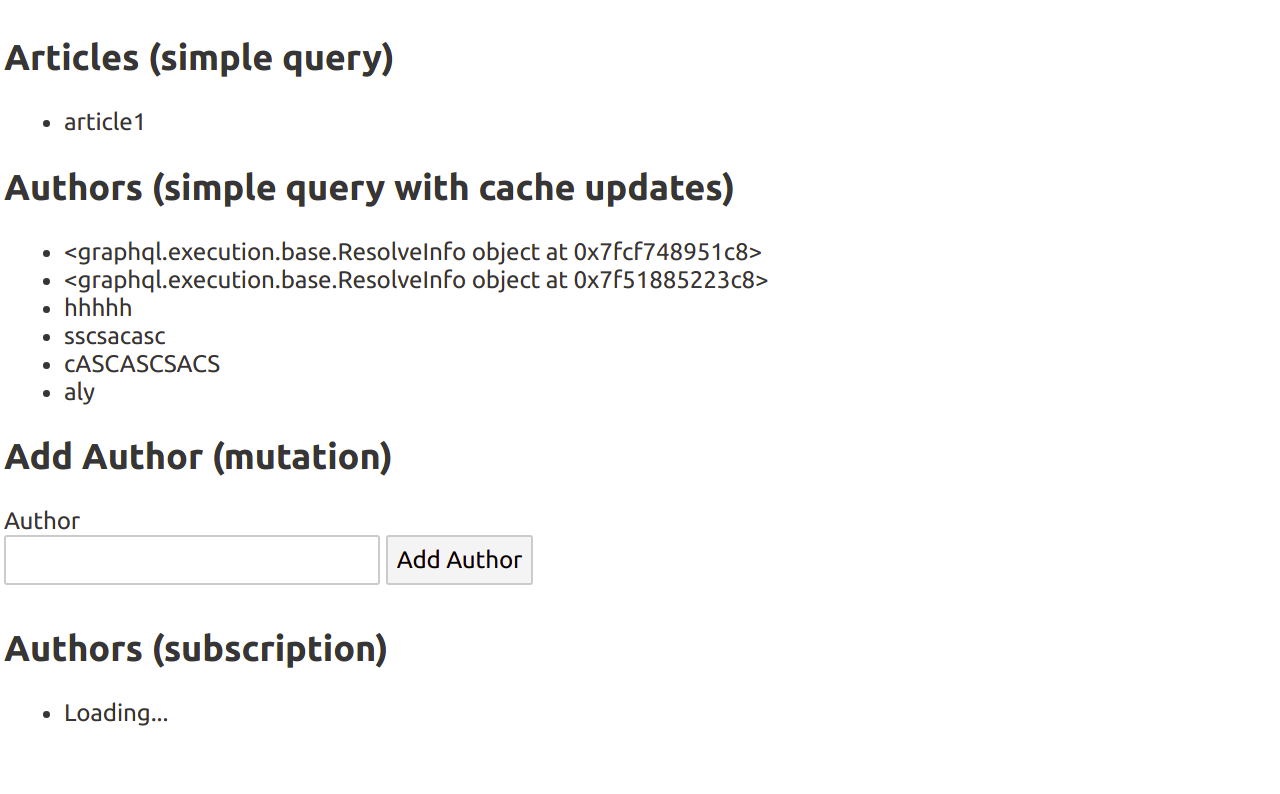 Articles (simple query)
article1
Authors (simple query with cache updates)
<graphql.execution.base.ResolveInfo object at 0x7fcf748951c8>
<graphql.execution.base.ResolveInfo object at 0x7f51885223c8>
hhhhh
sscsacasc
cASCASCSACS
aly
Add Author (mutation)
Author
Add Author
Authors (subscription)
Loading...